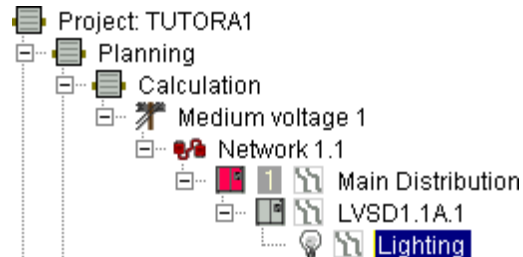 Project: TUTORA1
Planning
Calculation
Medium voltage 1
Network 1.1
1 Main Distribution
LVSD1.1A.1
Lighting